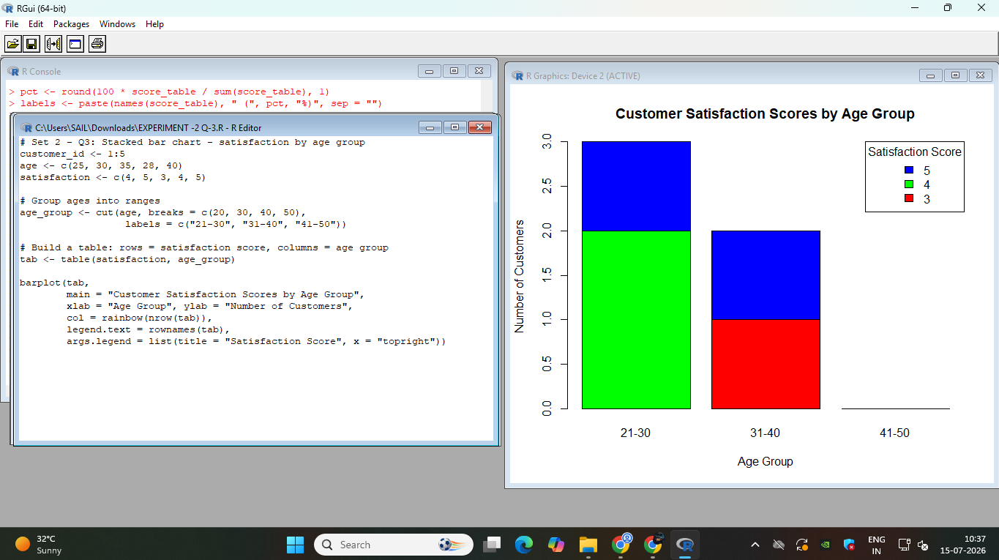 RGui (64-bit)
File Edit Packages Windows Help
R Console
> pct <- round(100 * score_table / sum(score_table), 1)
> labels <- paste(names(score_table), " (", pct, "%)", sep = "")
C:\Users\SAIL\Downloads\EXPERIMENT -2 Q-3.R - R Editor
# Set 2 - Q3: Stacked bar chart - satisfaction by age group
customer_id <- 1:5
age <- c(25, 30, 35, 28, 40)
satisfaction <- c(4, 5, 3, 4, 5)
# Group ages into ranges
age_group <- cut(age, breaks = c(20, 30, 40, 50),
labels = c("21-30", "31-40", "41-50"))
# Build a table: rows = satisfaction score, columns = age group
tab <- table(satisfaction, age_group)
barplot(tab,
main = "Customer Satisfaction Scores by Age Group",
xlab = "Age Group", ylab = "Number of Customers",
col = rainbow(nrow(tab)),
legend.text = rownames(tab),
args.legend = list(title = "Satisfaction Score", x = "topright"))
R Graphics: Device 2 (ACTIVE)
Customer Satisfaction Scores by Age Group
Satisfaction Score
5
4
3
Number of Customers
3.0
2.5
2.0
1.5
1.0
0.5
0.0
21-30 31-40 41-50
Age Group
32°C
Sunny
Search
ENG
IN
10:37
15-07-2026